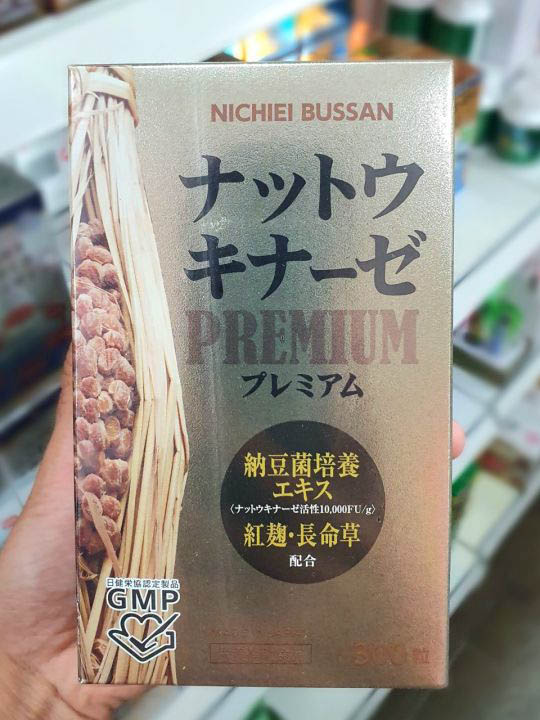 NICHIEI BUSSAN
ナットウ
キナーゼ
PREMIUM
プレミアム
納豆菌培養
エキス
〈ナットウキナーゼ活性10,000FU/g〉
紅麹・長命草
配合
日健栄協認定製品
GMP
300粒